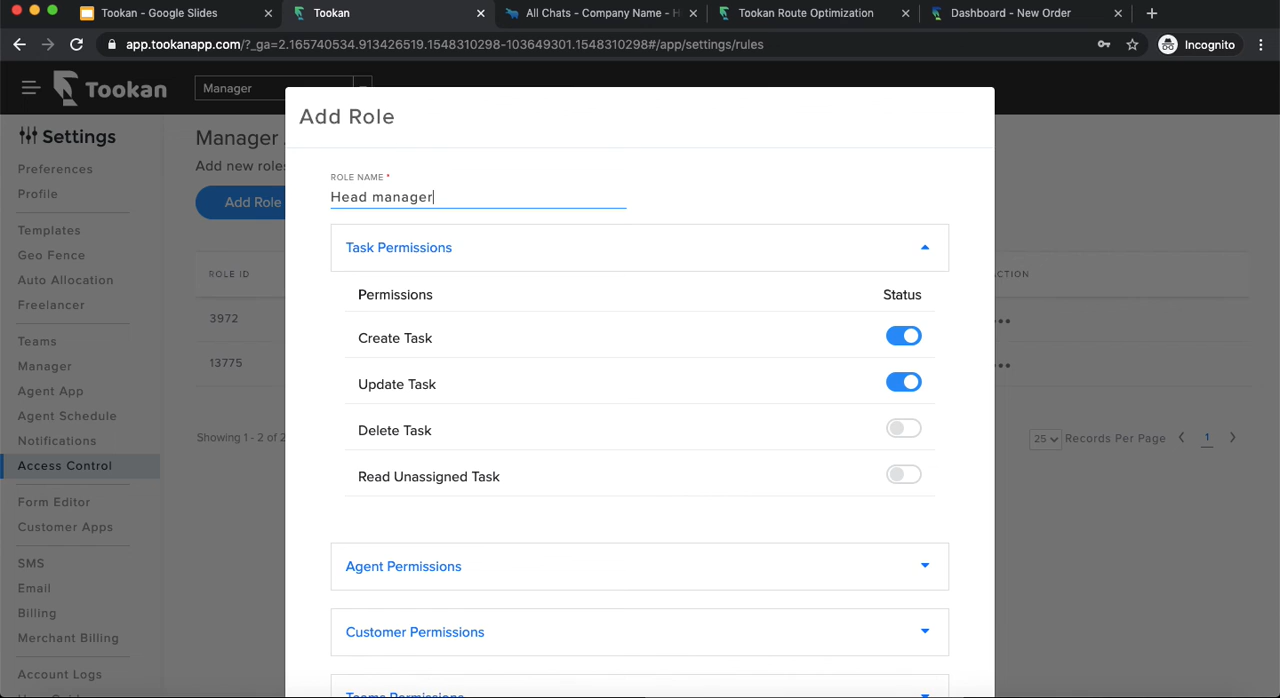 Tookan - Google Slides
Tookan
All Chats - Company Name - H
Tookan Route Optimization
Dashboard - New Order
app.tookanapp.com/?_ga=2.165740534.913426519.1548310298-103649301.1548310298#/app/settings/rules
Incognito
Tookan
Manager
Settings
Preferences
Profile
Templates
Geo Fence
Auto Allocation
Freelancer
Teams
Manager
Agent App
Agent Schedule
Notifications
Access Control
Form Editor
Customer Apps
SMS
Email
Billing
Merchant Billing
Account Logs
Manager
Add new roles
Add Role
ROLE ID
3972
13775
Showing 1 - 2 of 2
CTION
25
Records Per Page
1
Add Role
ROLE NAME *
Head manager
Task Permissions
Permissions
Status
Create Task
Update Task
Delete Task
Read Unassigned Task
Agent Permissions
Customer Permissions
Teams Permissions